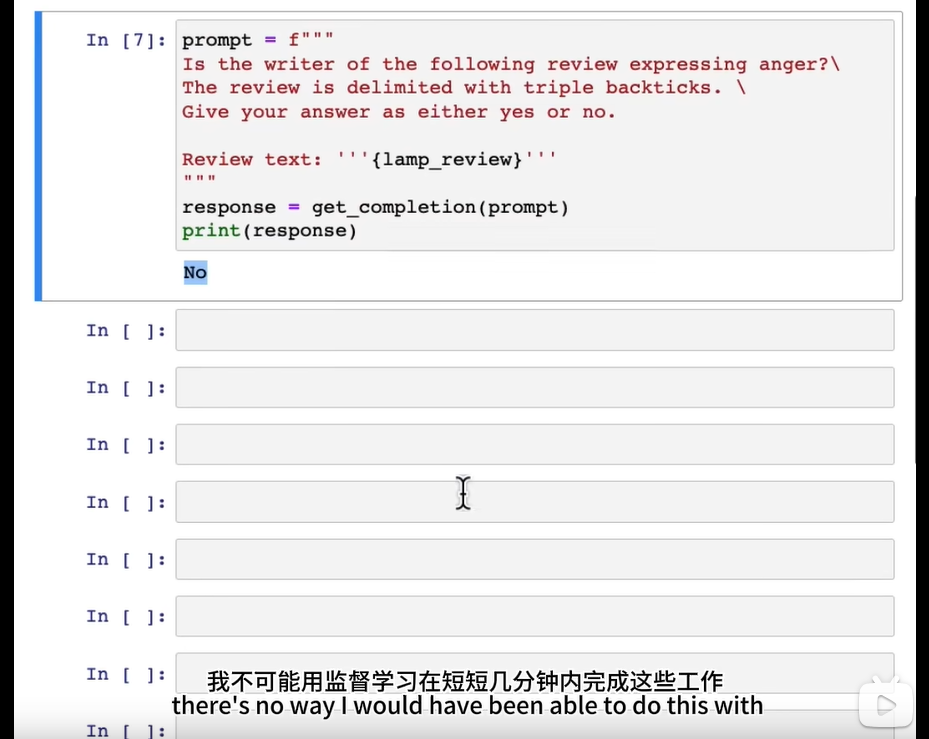 In [7]: prompt = f"""
Is the writer of the following review expressing anger?\
The review is delimited with triple backticks. \
Give your answer as either yes or no.
Review text: '''{lamp_review}'''
"""
response = get_completion(prompt)
print(response)
No
In [ ]:
In [ ]:
In [ ]:
In [ ]:
In [ ]:
In [ ]:
In [ ]:
我不可能用监督学习在短短几分钟内完成这些工作
there's no way I would have been able to do this with
In [ ]: